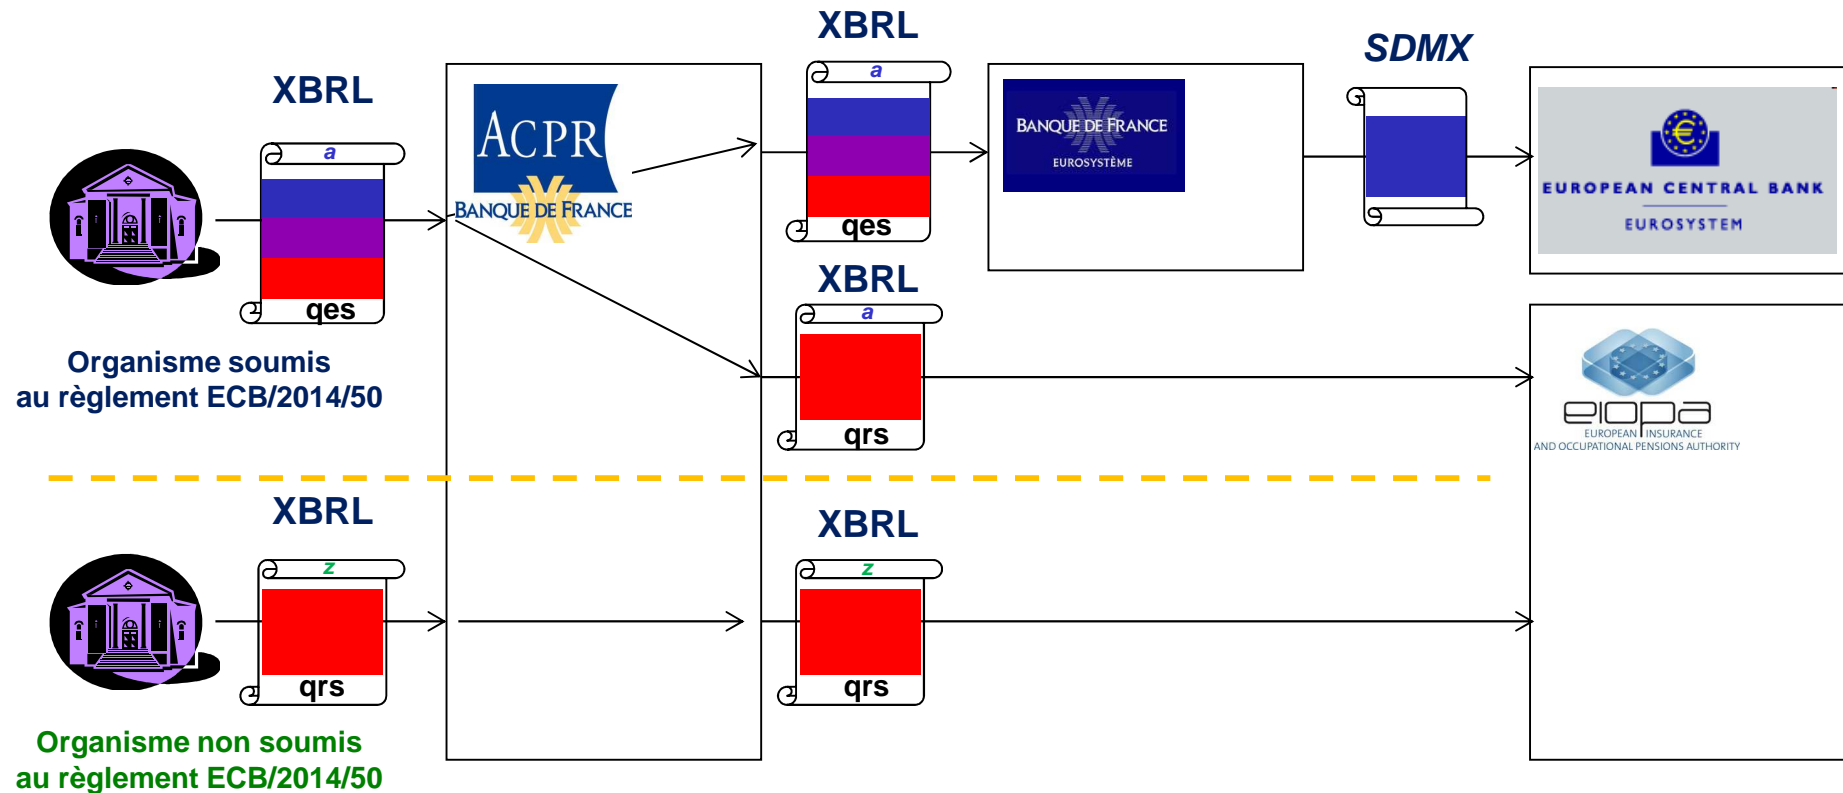 XBRL
SDMX
XBRL
a
a
ACPR
BANQUE DE FRANCE
BANQUE DE FRANCE
EUROSYSTÈME
EUROPEAN CENTRAL BANK
EUROSYSTEM
qes
qes
XBRL
a
Organisme soumis
au règlement ECB/2014/50
qrs
eiopa
EUROPEAN INSURANCE
AND OCCUPATIONAL PENSIONS AUTHORITY
XBRL
XBRL
z
z
qrs
qrs
Organisme non soumis
au règlement ECB/2014/50